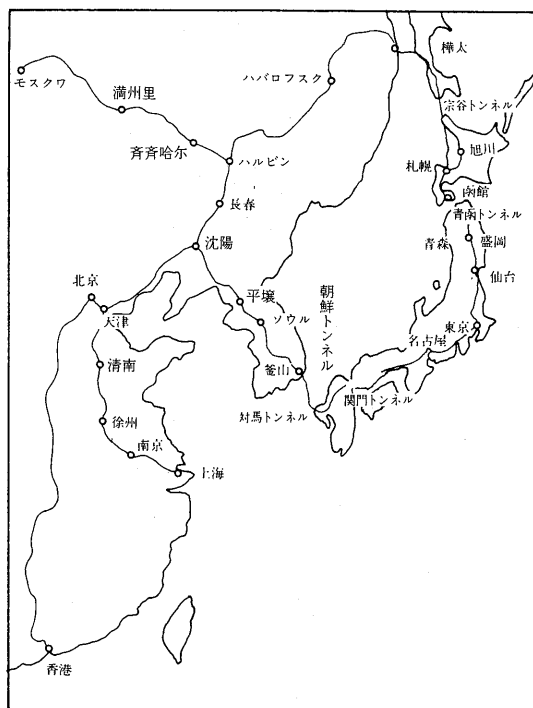 樺太
モスクワ
ハバロフスク
満州里
宗谷トンネル
斉斉哈尔
ハルビン
旭川
札幌
長春
函館
青函トンネル
沈陽
青森
盛岡
北京
平壌
仙台
朝鮮トンネル
天津
ソウル
東京
名古屋
清南
釜山
関門トンネル
対馬トンネル
徐州
南京
上海
香港